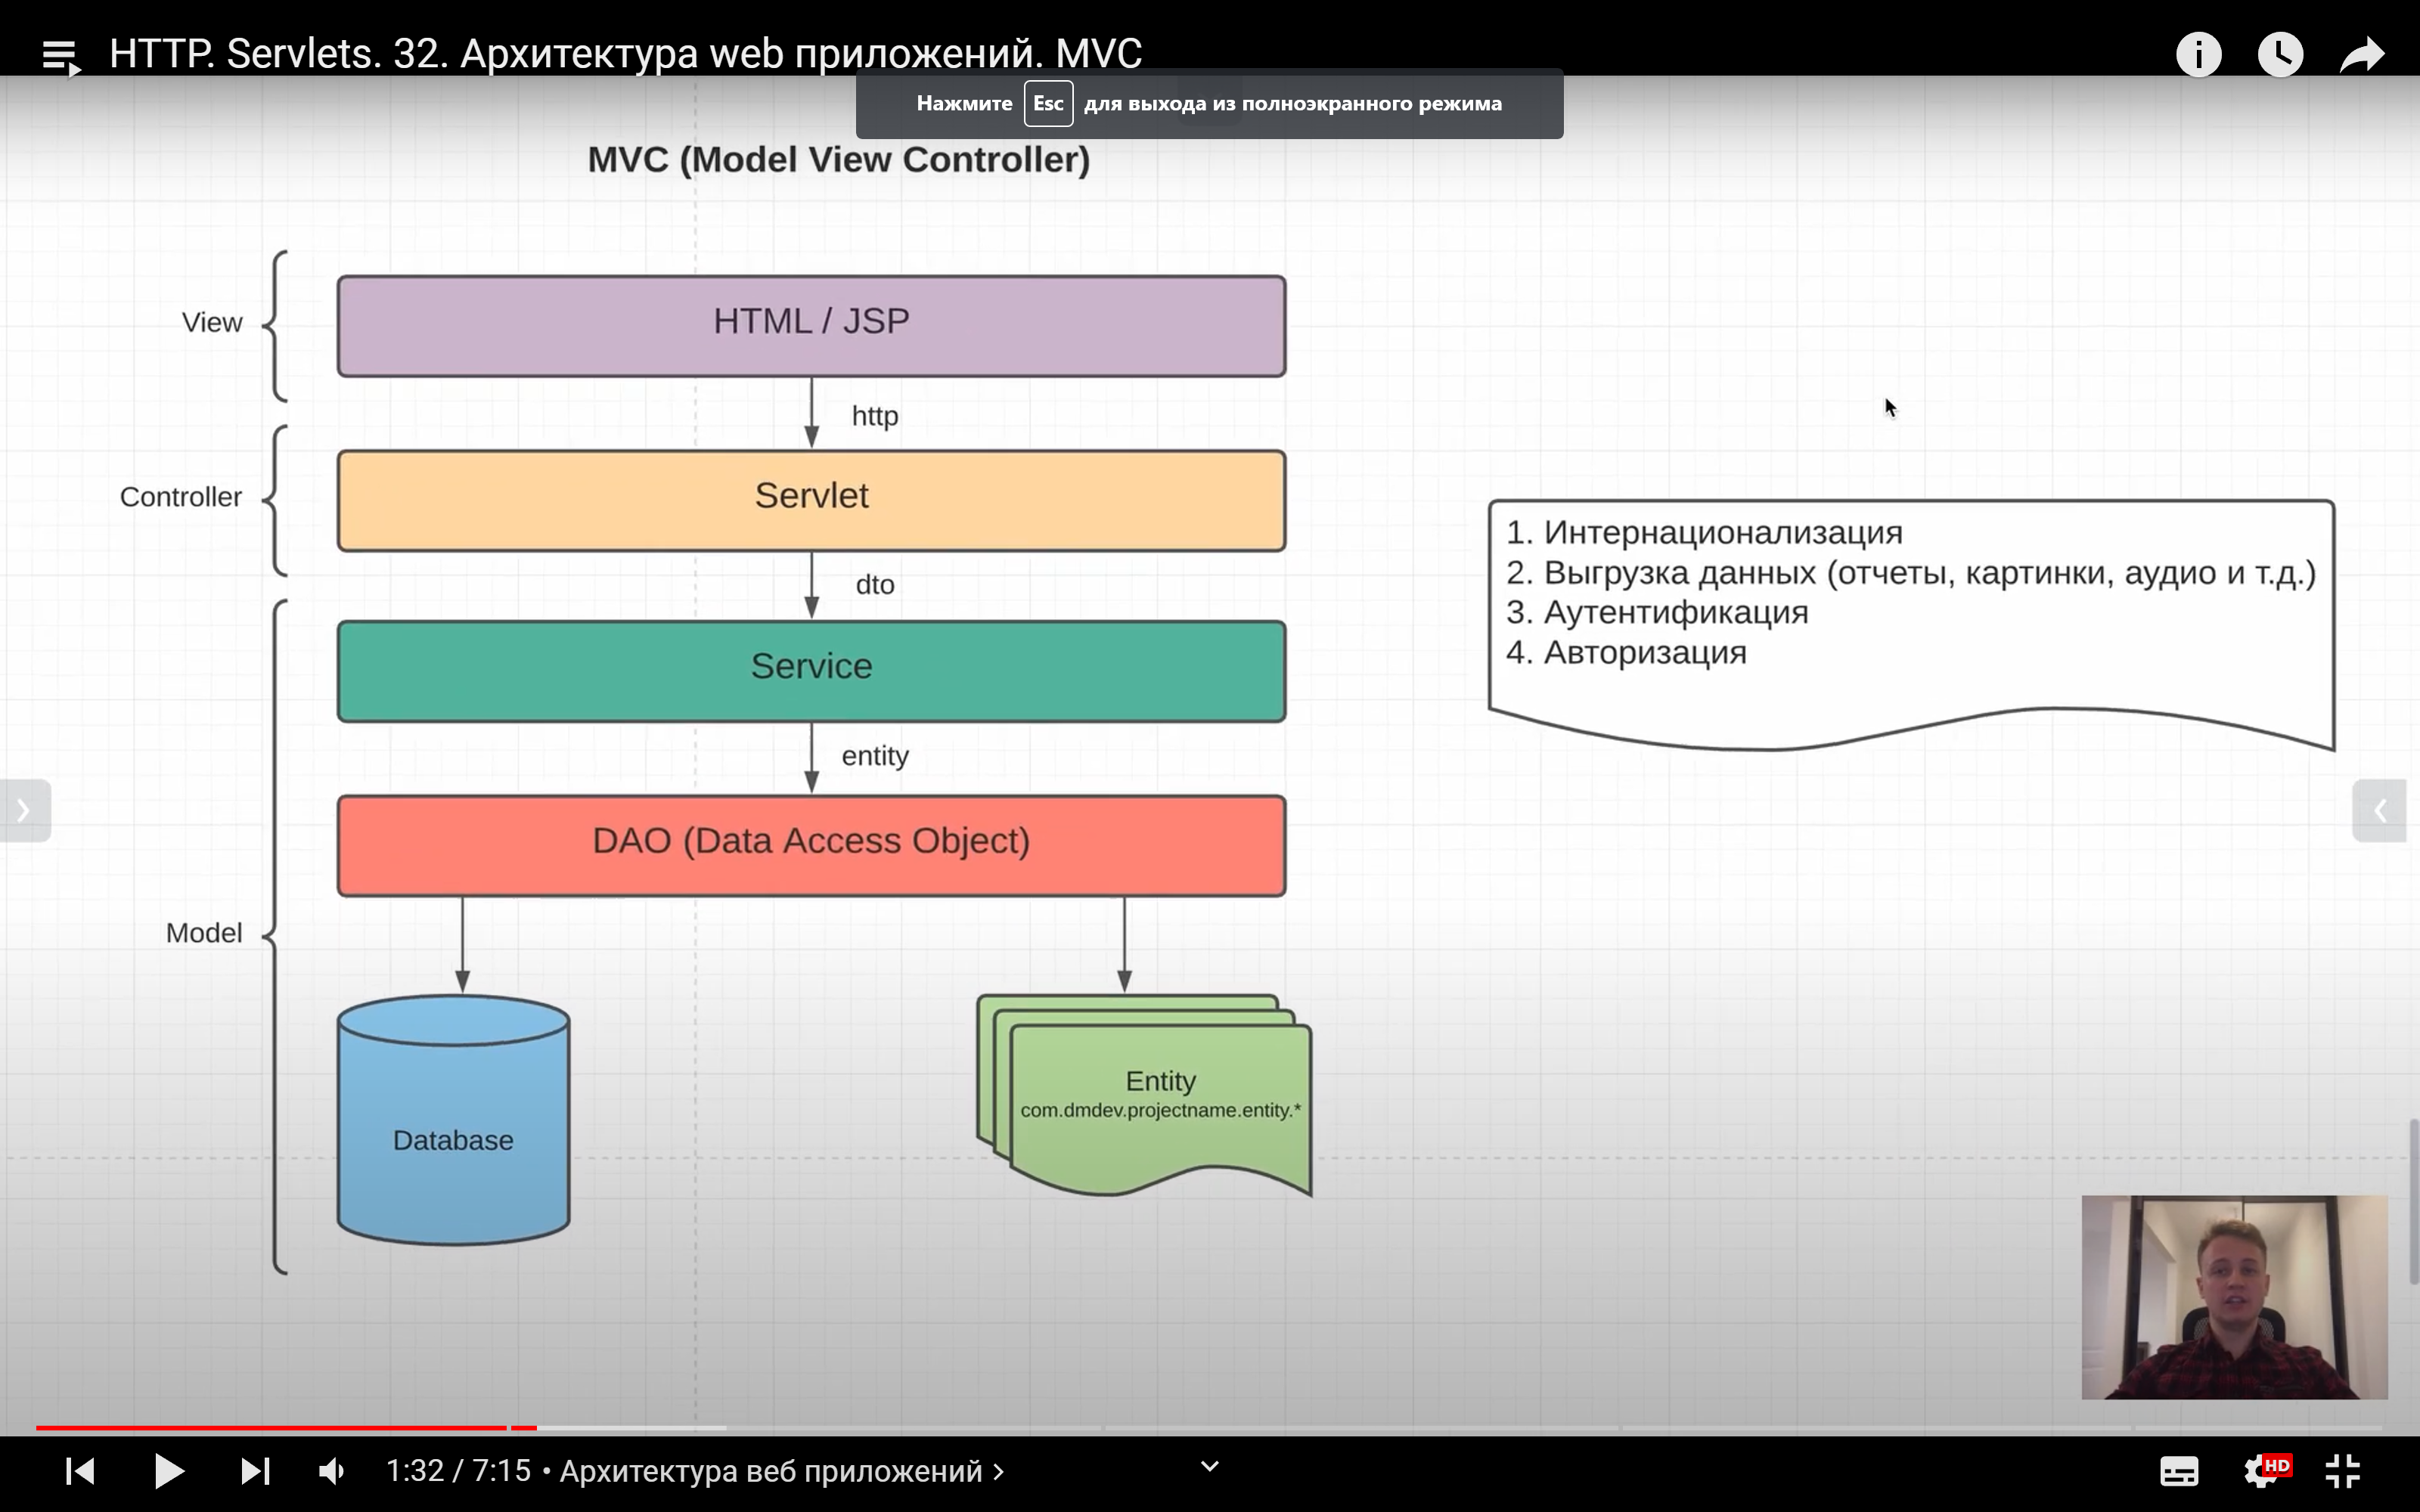 HTTP. Servlets. 32. Архитектура web приложений. MVC
Нажмите Esc для выхода из полноэкранного режима
MVC (Model View Controller)
View
HTML / JSP
http
Controller
Servlet
dto
Service
entity
DAO (Data Access Object)
Model
Database
Entity
com.dmdev.projectname.entity.*
1. Интернационализация
2. Выгрузка данных (отчеты, картинки, аудио и т.д.)
3. Аутентификация
4. Авторизация
1:32 / 7:15 • Архитектура веб приложений
HD